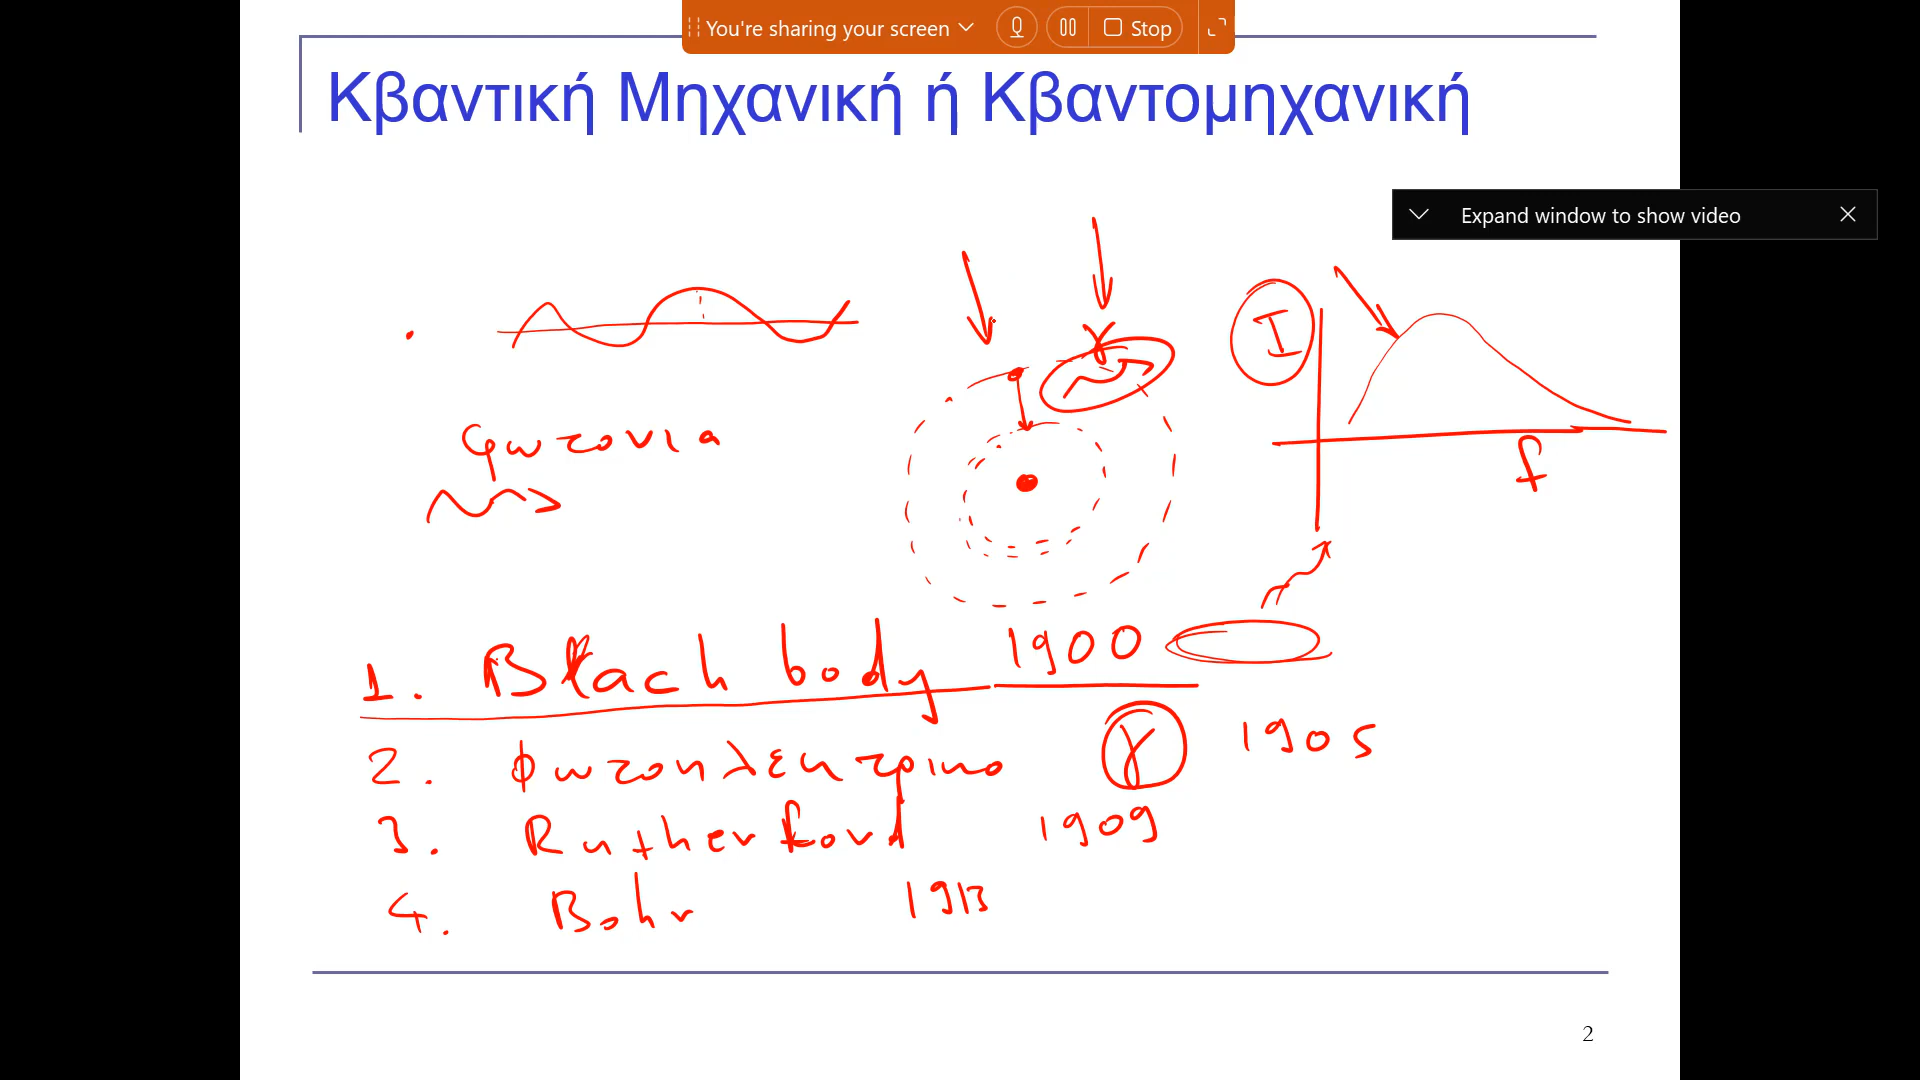 You're sharing your screen
Stop
Κβαντική Μηχανική ή Κβαντομηχανική
Expand window to show video
γ
I
f
φωτονια
1. Black body 1900
2. Φωτοηλεκτρικο γ 1905
3. Rutherford 1909
4. Bohr 1913
2